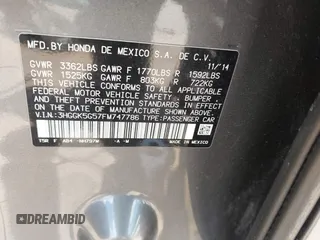 MFD.BY HONDA DE MEXICO S.A. DE C.V.
GVWR 3362LBS GAWR F 1770LBS R 1592LBS 11/14
GVWR 1525KG GAWR F 803KG R 722KG
THIS VEHICLE CONFORMS TO ALL APPLICABLE
FEDERAL MOTOR VEHICLE SAFETY, BUMPER,
AND THEFT PREVENTION STANDARDS IN
EFFECT ON THE DATE OF MANUFACTURE
SHOWN ABOVE.
V.I.N.:3HGGK5G57FM747786 TYPE:PASSENGER CAR
MADE IN MEXICO
DREAMBID